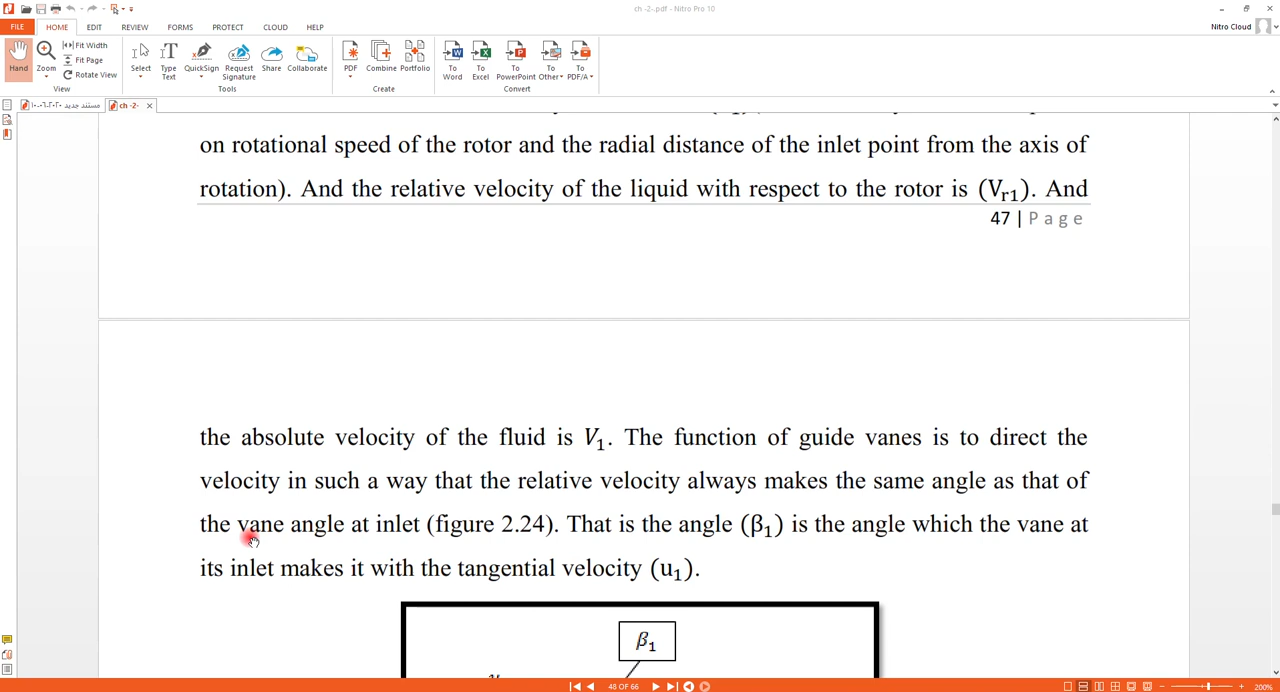 ch -2-.pdf - Nitro Pro 10
FILE HOME EDIT REVIEW FORMS PROTECT CLOUD HELP
Nitro Cloud
Hand Zoom Fit Width Fit Page Rotate View
View
Select Type Text QuickSign Request Signature Share Collaborate
Tools
PDF Combine Portfolio
Create
To Word To Excel To PowerPoint To Other To PDF/A
Convert
ch -2-
on rotational speed of the rotor and the radial distance of the inlet point from the axis of
rotation). And the relative velocity of the liquid with respect to the rotor is (Vr1). And
47 | Page
the absolute velocity of the fluid is V1. The function of guide vanes is to direct the
velocity in such a way that the relative velocity always makes the same angle as that of
the vane angle at inlet (figure 2.24). That is the angle (β1) is the angle which the vane at
its inlet makes it with the tangential velocity (u1).
β1
48 OF 66
200%